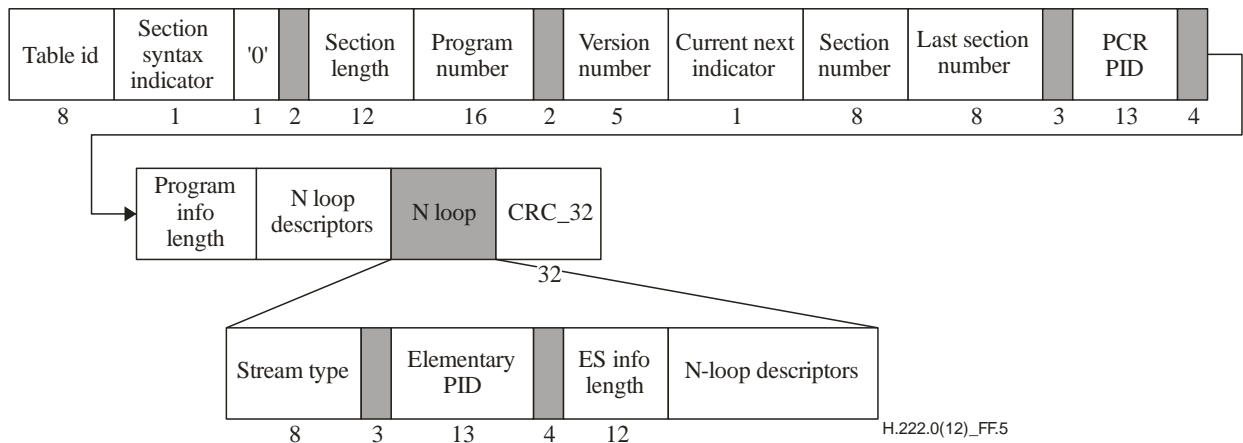 Table id
Section
syntax
indicator
'0'
Section
length
Program
number
Version
number
Current next
indicator
Section
number
Last section
number
PCR
PID
8
1
1
2
12
16
2
5
1
8
8
3
13
4
Program
info
length
N loop
descriptors
N loop
CRC_32
32
Stream type
Elementary
PID
ES info
length
N-loop descriptors
8
3
13
4
12
H.222.0(12)_FF.5